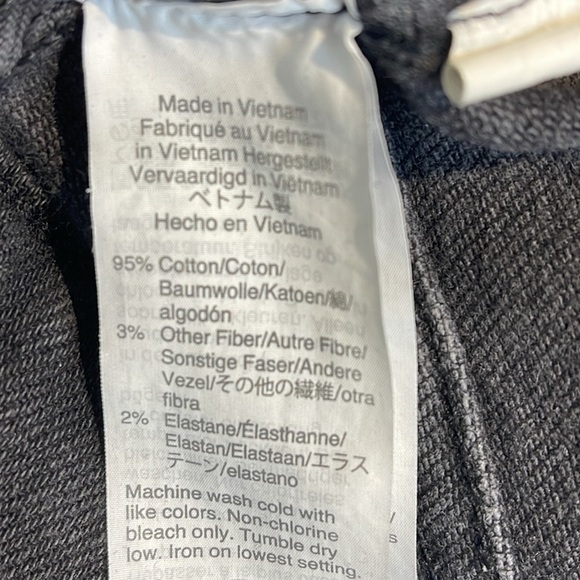 Made in Vietnam
Fabriqué au Vietnam
in Vietnam Hergestellt
Vervaardigd in Viêtnam
ベトナム製
Hecho en Vietnam
95% Cotton/Coton/
Baumwolle/Katoen/綿/
algodón
3% Other Fiber/Autre Fibre/
Sonstige Faser/Andere
Vezel/その他の繊維/otra
fibra
2% Elastane/Élasthanne/
Elastan/Elastaan/エラス
テーン/elastano
Machine wash cold with
like colors. Non-chlorine
bleach only. Tumble dry
low. Iron on lowest setting.